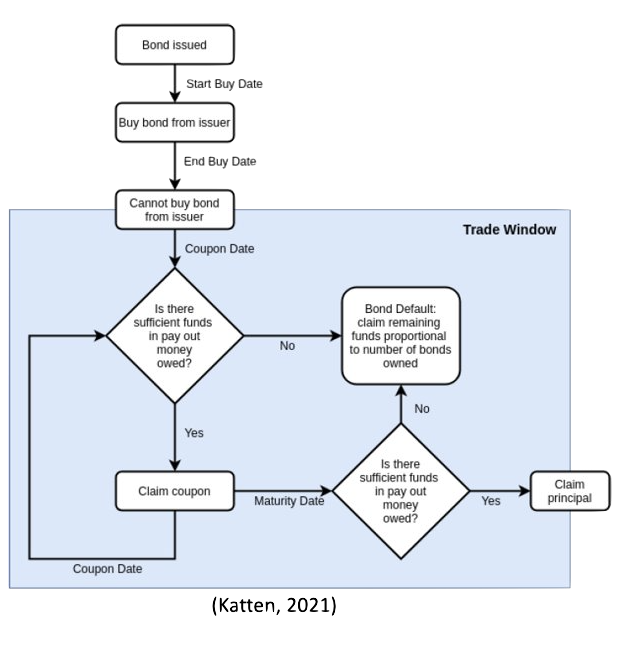 Bond issued
Start Buy Date
Buy bond from issuer
End Buy Date
Cannot buy bond
from issuer
Trade Window
Coupon Date
Is there
sufficient funds
in pay out
money
owed?
No
Bond Default:
claim remaining
funds proportional
to number of bonds
owned
Yes
No
Claim coupon
Maturity Date
Is there
sufficient funds
in pay out
money
owed?
Yes
Claim
principal
Coupon Date
(Katten, 2021)